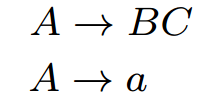 A → BC
A → a